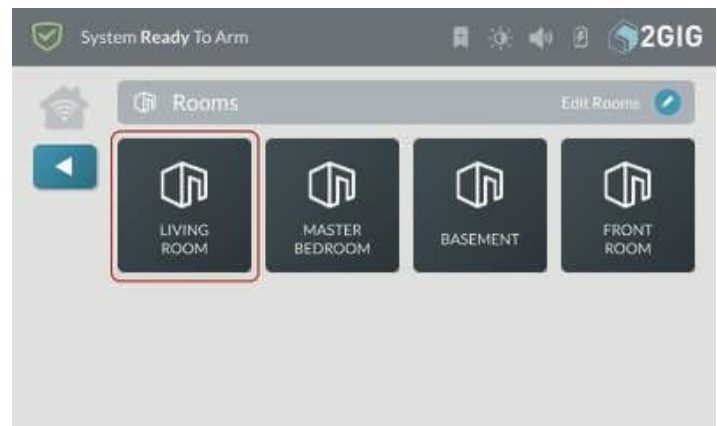 System Ready To Arm
2GIG
Rooms
Edit Rooms
LIVING
ROOM
MASTER
BEDROOM
BASEMENT
FRONT
ROOM